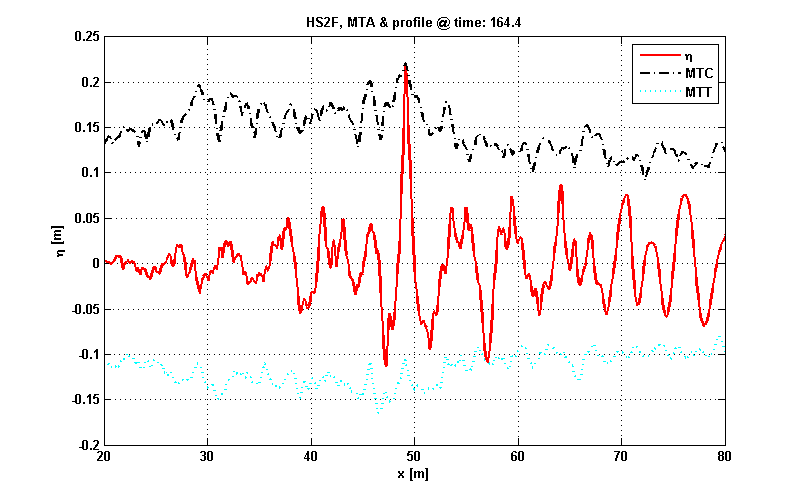 HS2F, MTA & profile @ time: 164.4
0.25
0.2
0.15
0.1
0.05
0
-0.05
-0.1
-0.15
-0.2
η [m]
η
MTC
MTT
20 30 40 50 60 70 80
x [m]